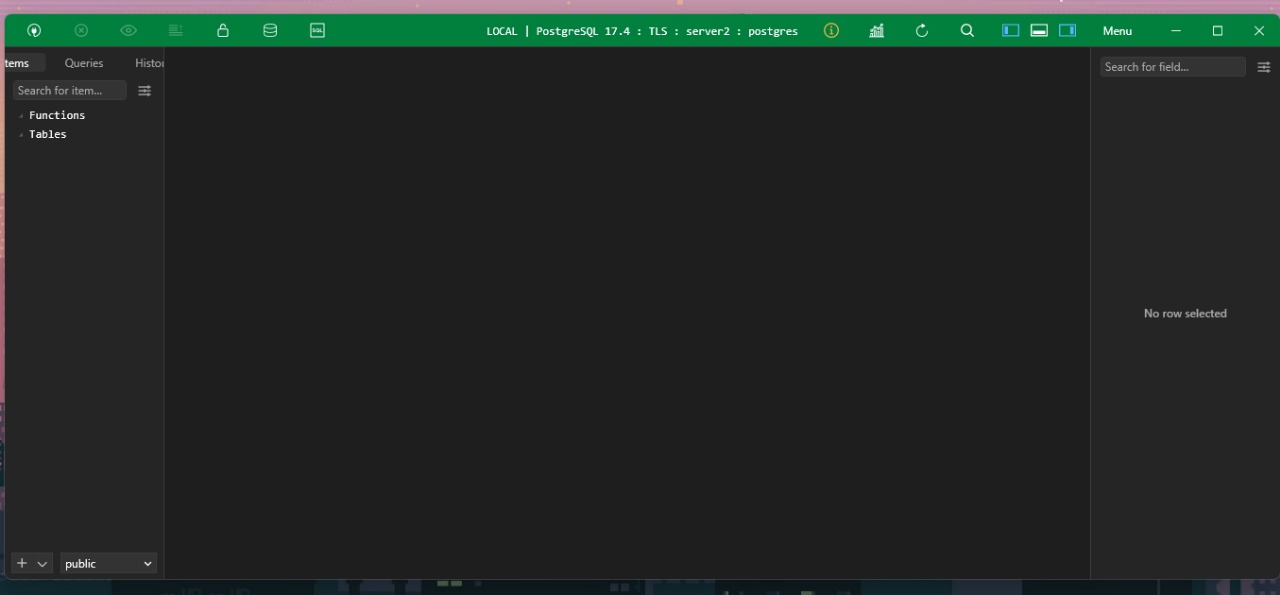 SQL LOCAL | PostgreSQL 17.4 : TLS : server2 : postgres Menu
tems Queries Histor
Search for item...
Functions
Tables
public
Search for field...
No row selected